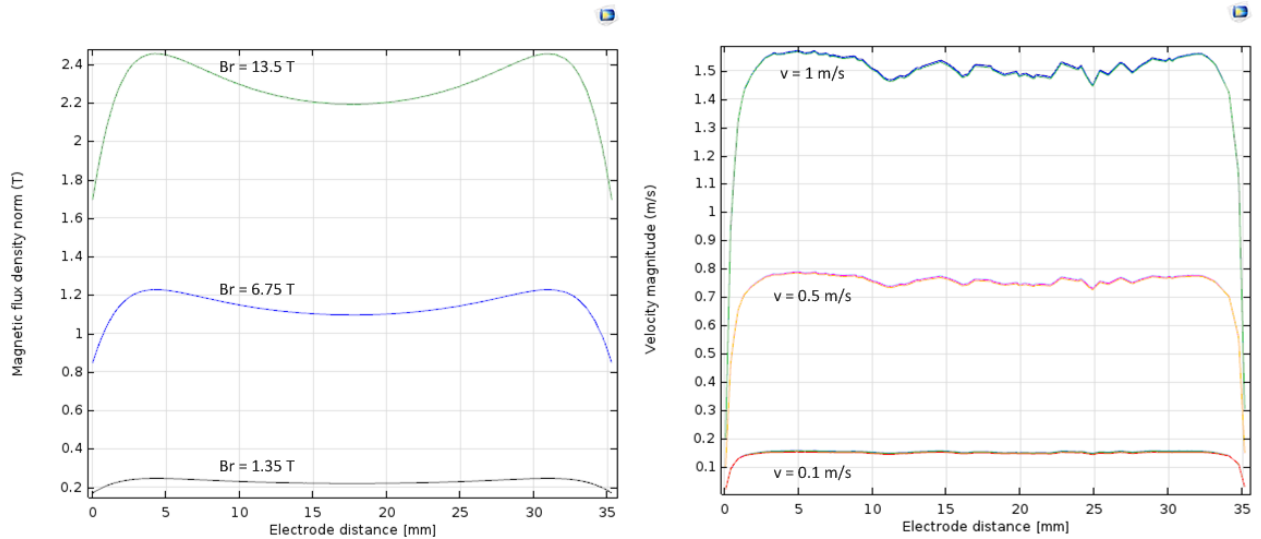 2.4
2.2
2
1.8
1.6
1.4
1.2
1
0.8
0.6
0.4
0.2
Magnetic flux density norm (T)
Br = 13.5 T
Br = 6.75 T
Br = 1.35 T
0 5 10 15 20 25 30 35
Electrode distance [mm]
1.5
1.4
1.3
1.2
1.1
1
0.9
0.8
0.7
0.6
0.5
0.4
0.3
0.2
0.1
Velocity magnitude (m/s)
v = 1 m/s
v = 0.5 m/s
v = 0.1 m/s
0 5 10 15 20 25 30 35
Electrode distance [mm]